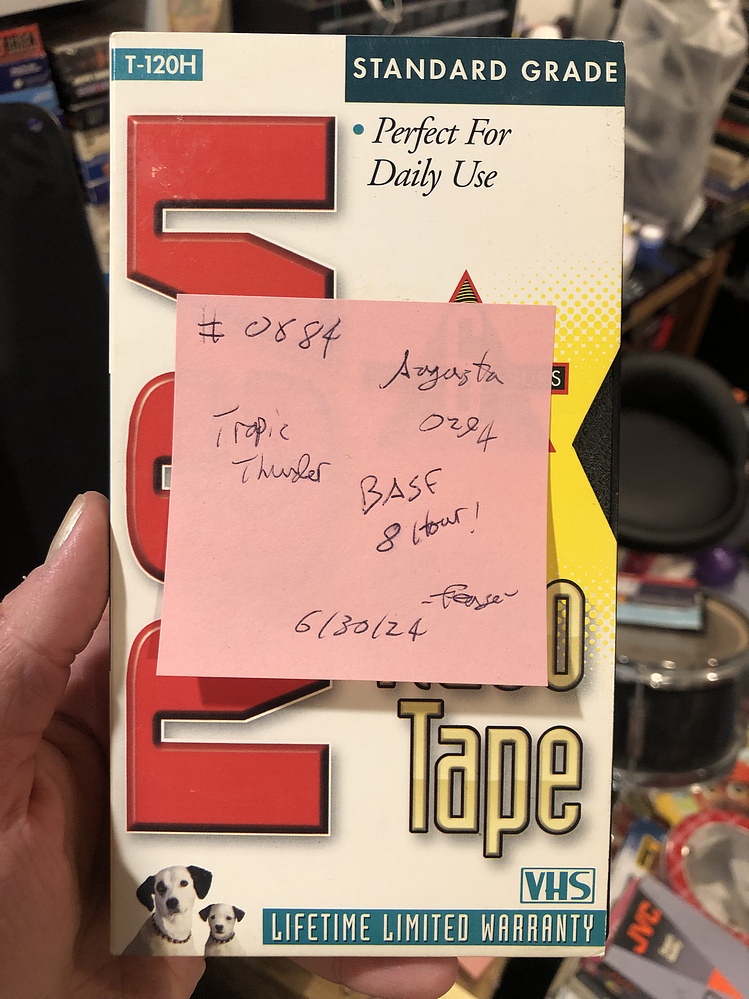 T-120H
STANDARD GRADE
• Perfect For
Daily Use
# 0884
Augusta
Tropic
Thunder
BASF
8 Hour!
6/30/24
Tape
VHS
LIFETIME LIMITED WARRANTY
JVC